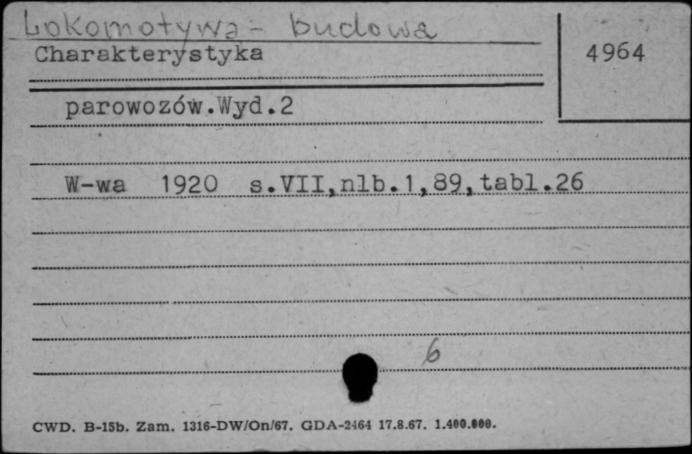 Lokomotywa - budowa
Charakterystyka
4964
parowozów.Wyd.2
W-wa 1920 s.VII,nlb.1,89,tabl.26
6
CWD. B-15b. Zam. 1316-DW/On/67. GDA-2464 17.8.67. 1.400.000.